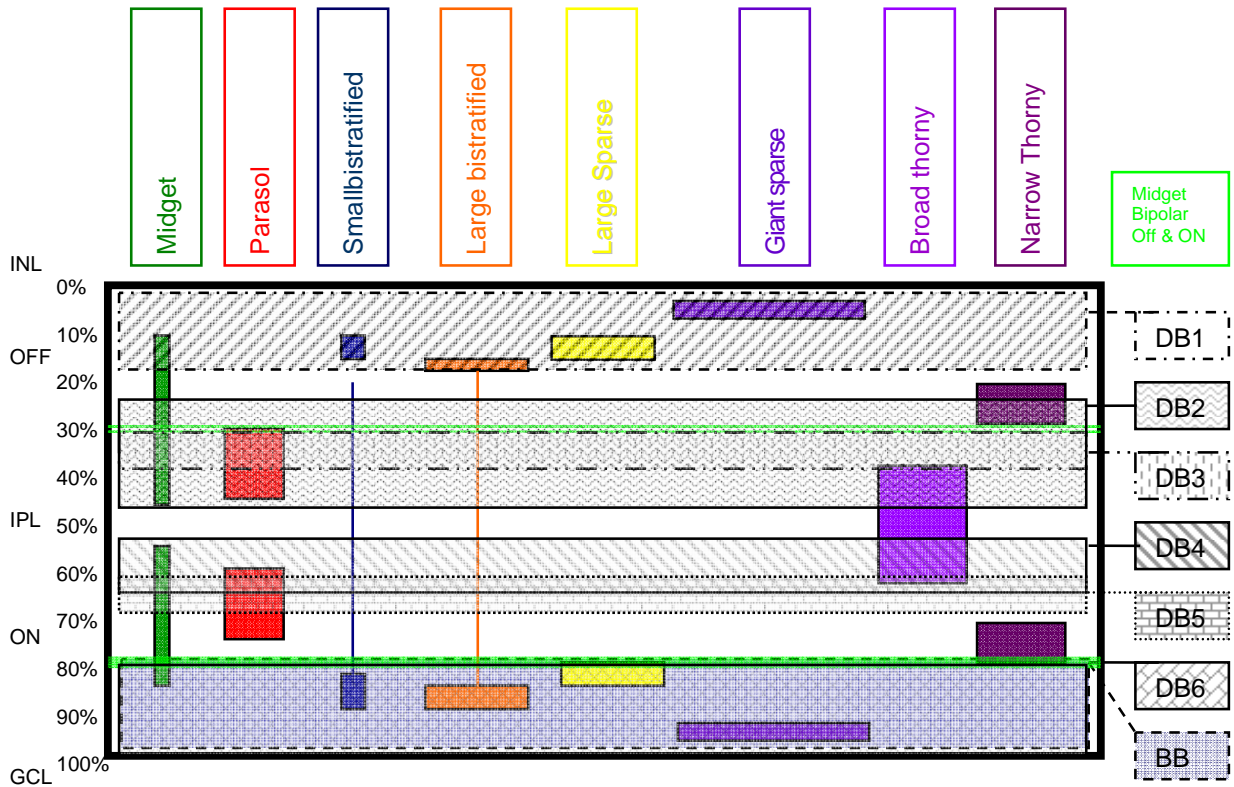 Midget
Parasol
Smallbistratified
Large bistratified
Large Sparse
Giant sparse
Broad thorny
Narrow Thorny
Midget
Bipolar
Off & ON
INL
0%
10%
OFF
20%
30%
40%
IPL
50%
60%
70%
ON
80%
90%
100%
GCL
DB1
DB2
DB3
DB4
DB5
DB6
BB